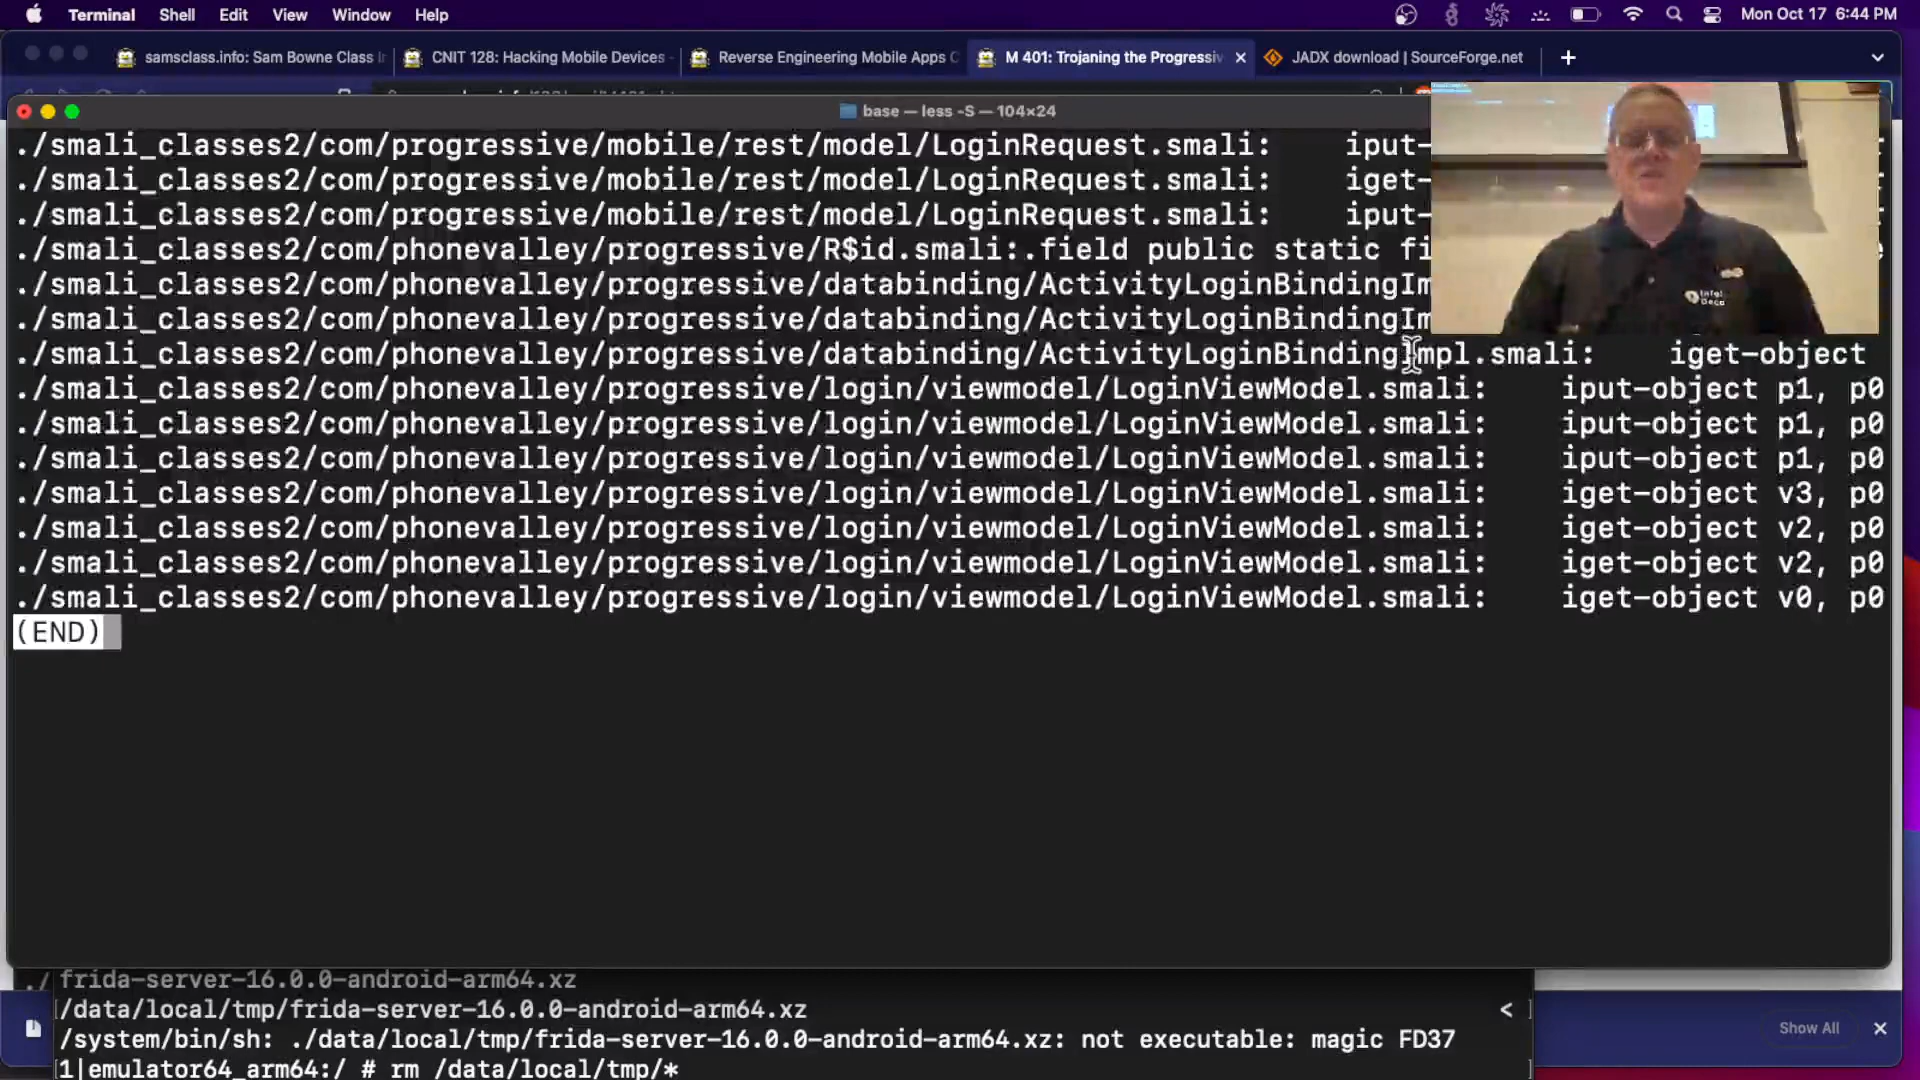 Terminal Shell Edit View Window Help Mon Oct 17 6:44 PM
samsclass.info: Sam Bowne Class CNIT 128: Hacking Mobile Devices - Reverse Engineering Mobile Apps M 401: Trojaning the Progressiv JADX download | SourceForge.net
base — less -S — 104×24
./smali_classes2/com/progressive/mobile/rest/model/LoginRequest.smali: iput-
./smali_classes2/com/progressive/mobile/rest/model/LoginRequest.smali: iget-
./smali_classes2/com/progressive/mobile/rest/model/LoginRequest.smali: iput-
./smali_classes2/com/phonevalley/progressive/R$id.smali:.field public static fi
./smali_classes2/com/phonevalley/progressive/databinding/ActivityLoginBindingIm
./smali_classes2/com/phonevalley/progressive/databinding/ActivityLoginBindingIm
./smali_classes2/com/phonevalley/progressive/databinding/ActivityLoginBindingImpl.smali: iget-object
./smali_classes2/com/phonevalley/progressive/login/viewmodel/LoginViewModel.smali: iput-object p1, p0
./smali_classes2/com/phonevalley/progressive/login/viewmodel/LoginViewModel.smali: iput-object p1, p0
./smali_classes2/com/phonevalley/progressive/login/viewmodel/LoginViewModel.smali: iput-object p1, p0
./smali_classes2/com/phonevalley/progressive/login/viewmodel/LoginViewModel.smali: iget-object v3, p0
./smali_classes2/com/phonevalley/progressive/login/viewmodel/LoginViewModel.smali: iget-object v2, p0
./smali_classes2/com/phonevalley/progressive/login/viewmodel/LoginViewModel.smali: iget-object v2, p0
./smali_classes2/com/phonevalley/progressive/login/viewmodel/LoginViewModel.smali: iget-object v0, p0
(END)
./ frida-server-16.0.0-android-arm64.xz
[/data/local/tmp/frida-server-16.0.0-android-arm64.xz < ]
/system/bin/sh: ./data/local/tmp/frida-server-16.0.0-android-arm64.xz: not executable: magic FD37
[1|emulator64_arm64:/ # rm /data/local/tmp/* ]
Show All